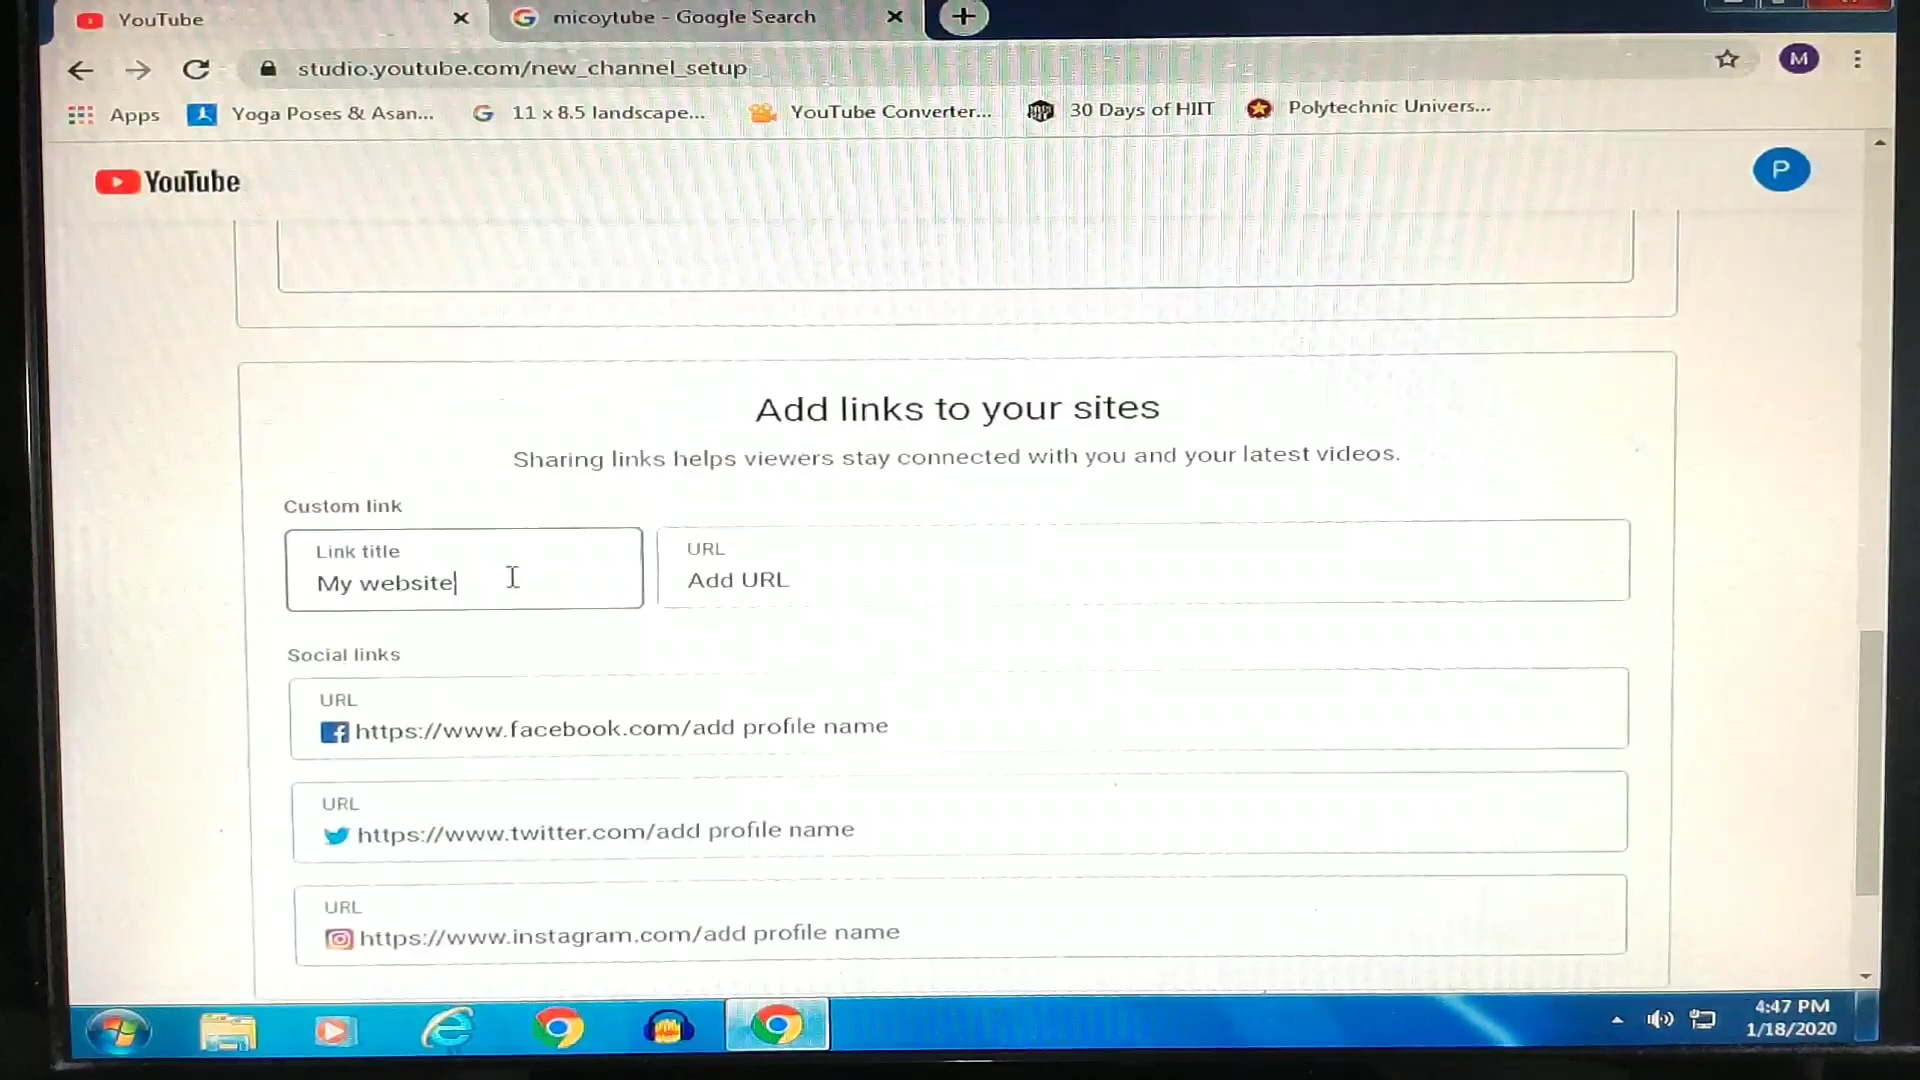 YouTube
micoytube - Google Search
studio.youtube.com/new_channel_setup
M
Apps
Yoga Poses & Asan...
11 x 8.5 landscape...
YouTube Converter...
30 Days of HIIT
Polytechnic Univers...
YouTube
P
Add links to your sites
Sharing links helps viewers stay connected with you and your latest videos.
Custom link
Link title
My website
URL
Add URL
Social links
URL
https://www.facebook.com/add profile name
URL
https://www.twitter.com/add profile name
URL
https://www.instagram.com/add profile name
4:47 PM
1/18/2020